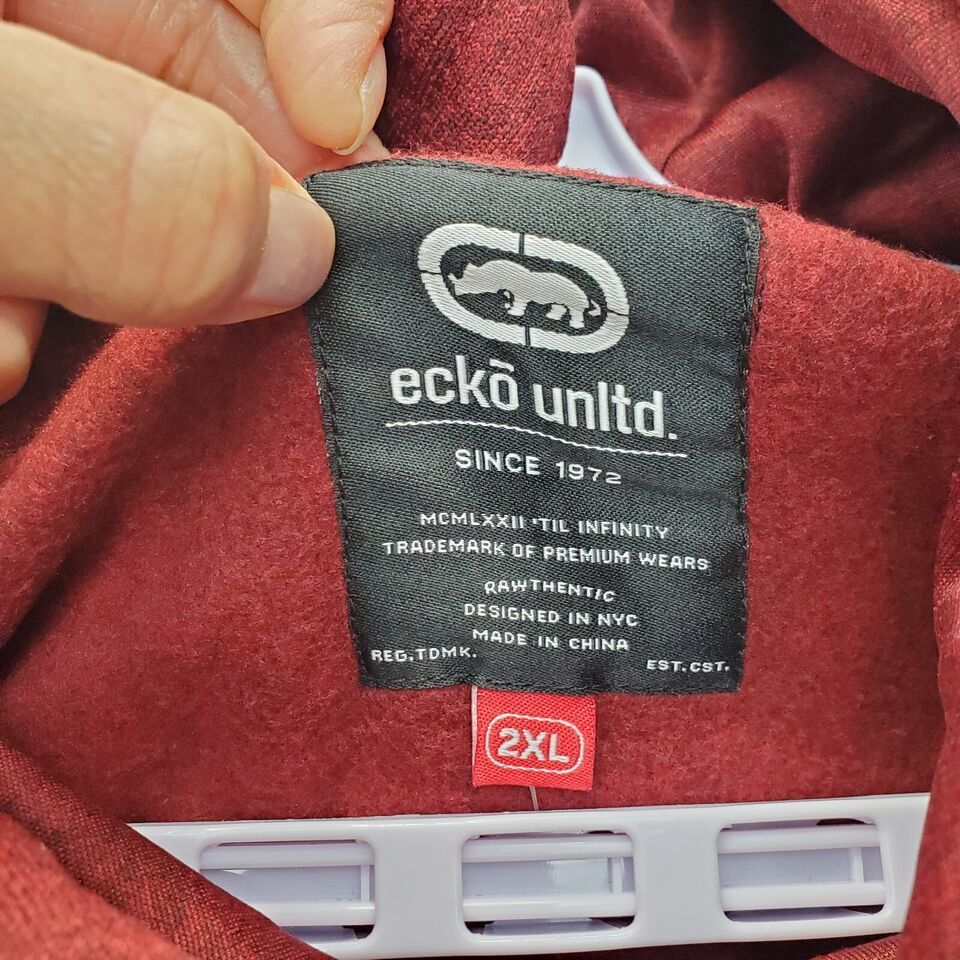 eckō unltd.
SINCE 1972
MCMLXXII 'TIL INFINITY
TRADEMARK OF PREMIUM WEARS
RAWTHENTIC
DESIGNED IN NYC
MADE IN CHINA
REG.TDMK. EST.CST.
2XL